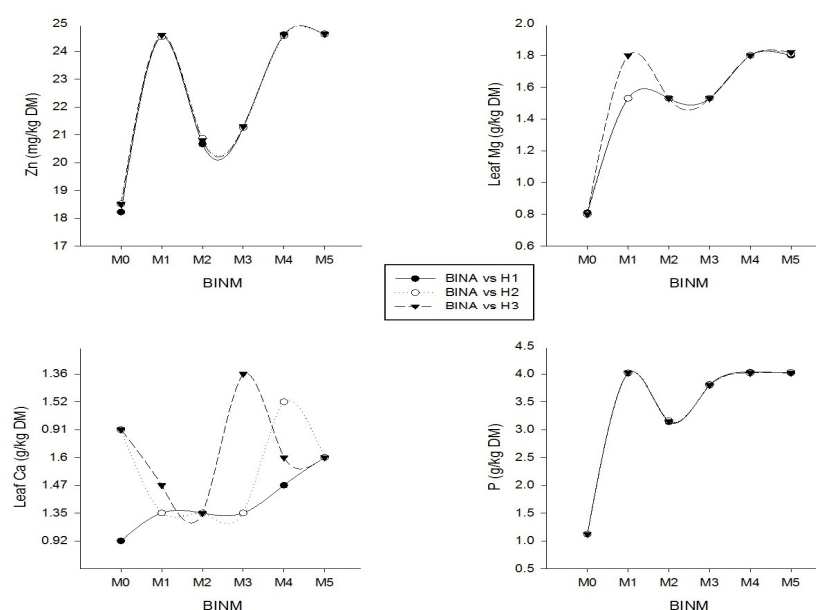 Zn (mg/kg DM)
25
24
23
22
21
20
19
18
17
M0 M1 M2 M3 M4 M5
BINM
Leaf Mg (g/kg DM)
2.0
1.8
1.6
1.4
1.2
1.0
0.8
0.6
M0 M1 M2 M3 M4 M5
BINM
BINA vs H1
BINA vs H2
BINA vs H3
Leaf Ca (g/kg DM)
1.36
1.52
0.91
1.6
1.47
1.35
0.92
M0 M1 M2 M3 M4 M5
BINM
P (g/kg DM)
4.5
4.0
3.5
3.0
2.5
2.0
1.5
1.0
0.5
M0 M1 M2 M3 M4 M5
BINM